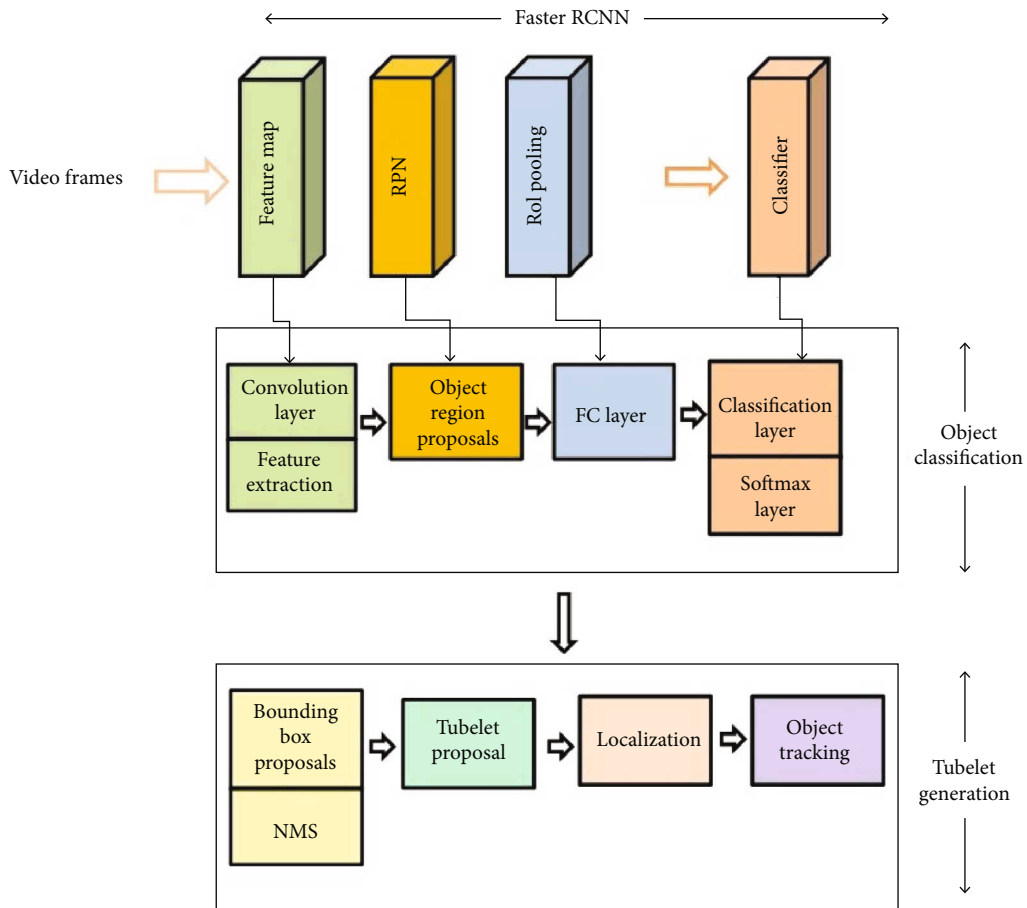 Faster RCNN
Video frames
Feature map
RPN
RoI pooling
Classifier
Convolution
layer
Feature
extraction
Object
region
proposals
FC layer
Classification
layer
Softmax
layer
Object
classification
Bounding
box
proposals
NMS
Tubelet
proposal
Localization
Object
tracking
Tubelet
generation